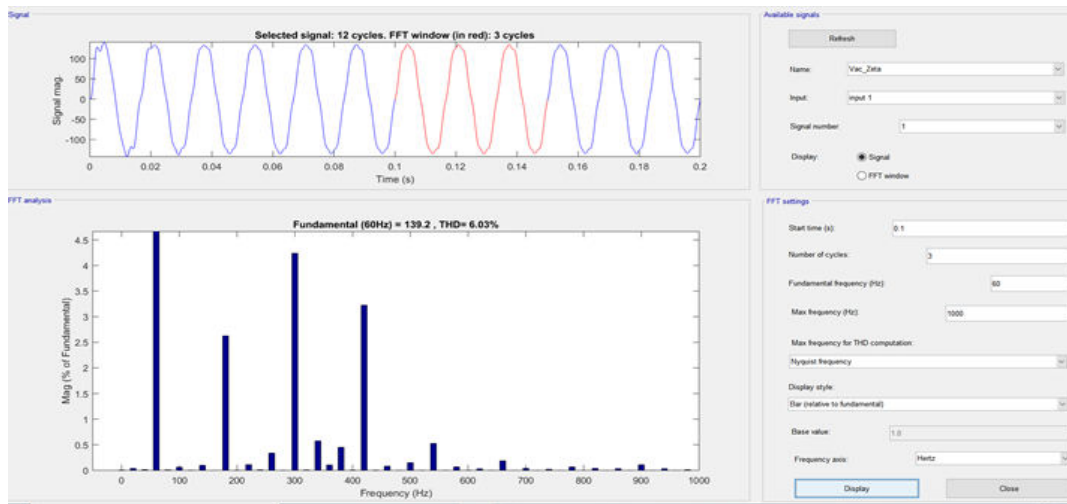 Signal
Selected signal: 12 cycles. FFT window (in red): 3 cycles
100
50
0
-50
-100
Signal mag.
0 0.02 0.04 0.06 0.08 0.1 0.12 0.14 0.16 0.18 0.2
Time (s)
FFT analysis
Fundamental (60Hz) = 139.2 , THD= 6.03%
4.5
4
3.5
3
2.5
2
1.5
1
0.5
0
Mag (% of Fundamental)
0 100 200 300 400 500 600 700 800 900 1000
Frequency (Hz)
Available signals
Refresh
Name: Vac_Zeta
Input: input 1
Signal number: 1
Display: Signal
FFT window
FFT settings
Start time (s): 0.1
Number of cycles: 3
Fundamental frequency (Hz): 60
Max frequency (Hz): 1000
Max frequency for THD computation:
Nyquist frequency
Display style:
Bar (relative to fundamental)
Base value: 1.0
Frequency axis: Hertz
Display Close